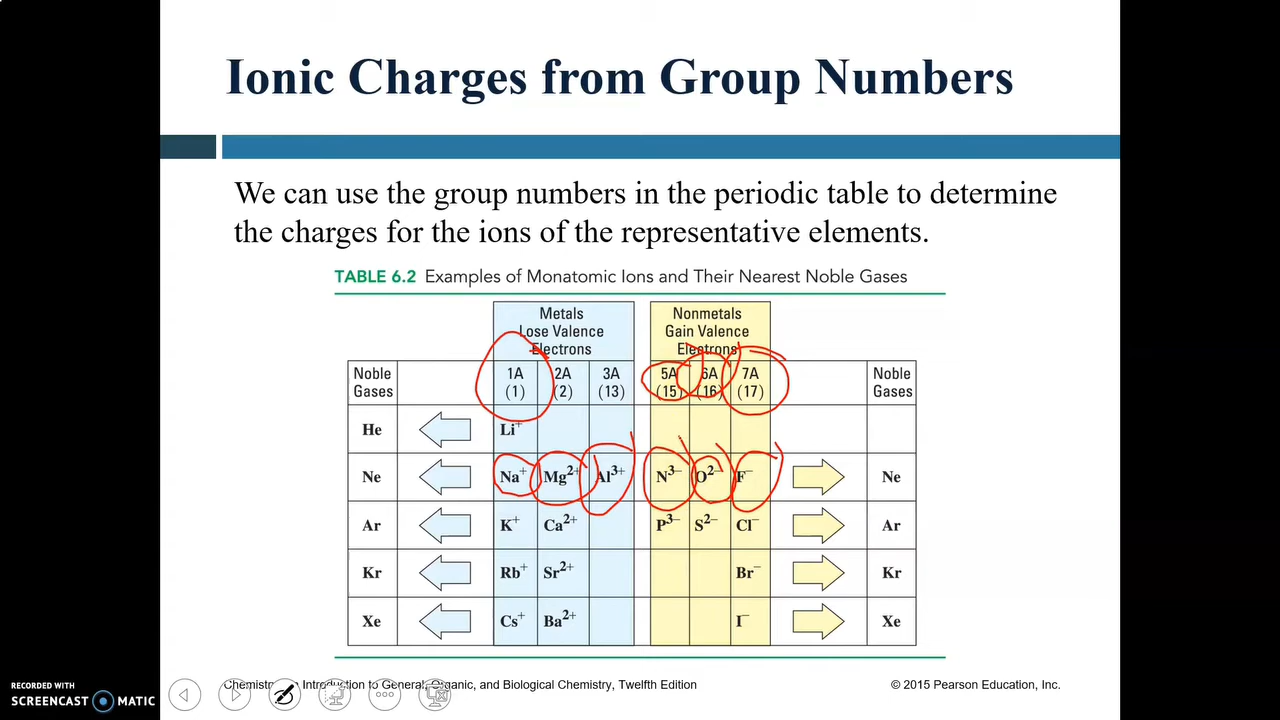 Ionic Charges from Group Numbers
We can use the group numbers in the periodic table to determine
the charges for the ions of the representative elements.
TABLE 6.2 Examples of Monatomic Ions and Their Nearest Noble Gases
Metals Nonmetals
Lose Valence Gain Valence
Electrons Electrons
Noble 1A 2A 3A 5A 6A 7A Noble
Gases (1) (2) (13) (15) (16) (17) Gases
He Li⁺
Ne Na⁺ Mg²⁺ Al³⁺ N³⁻ O²⁻ F⁻ Ne
Ar K⁺ Ca²⁺ P³⁻ S²⁻ Cl⁻ Ar
Kr Rb⁺ Sr²⁺ Br⁻ Kr
Xe Cs⁺ Ba²⁺ I⁻ Xe
Introduction to General, Organic, and Biological Chemistry, Twelfth Edition © 2015 Pearson Education, Inc.
RECORDED WITH
SCREENCAST MATIC